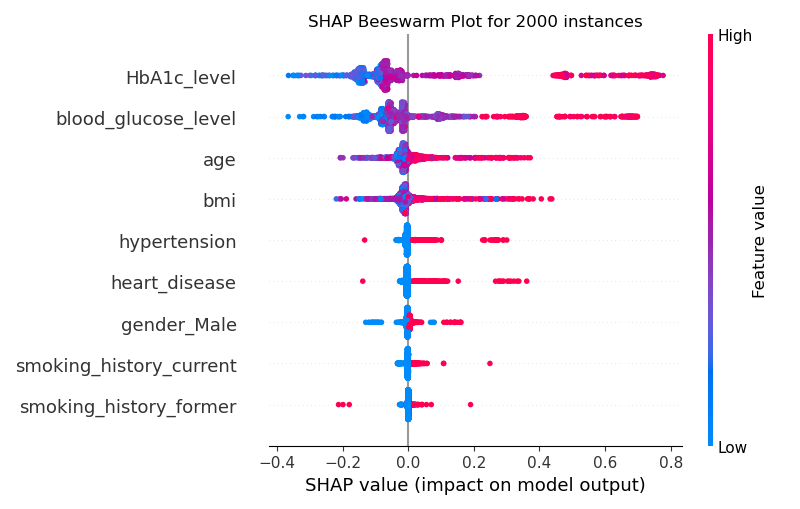 SHAP Beeswarm Plot for 2000 instances
High
HbA1c_level
blood_glucose_level
age
bmi
hypertension
heart_disease
gender_Male
smoking_history_current
smoking_history_former
Feature value
Low
−0.4 −0.2 0.0 0.2 0.4 0.6 0.8
SHAP value (impact on model output)